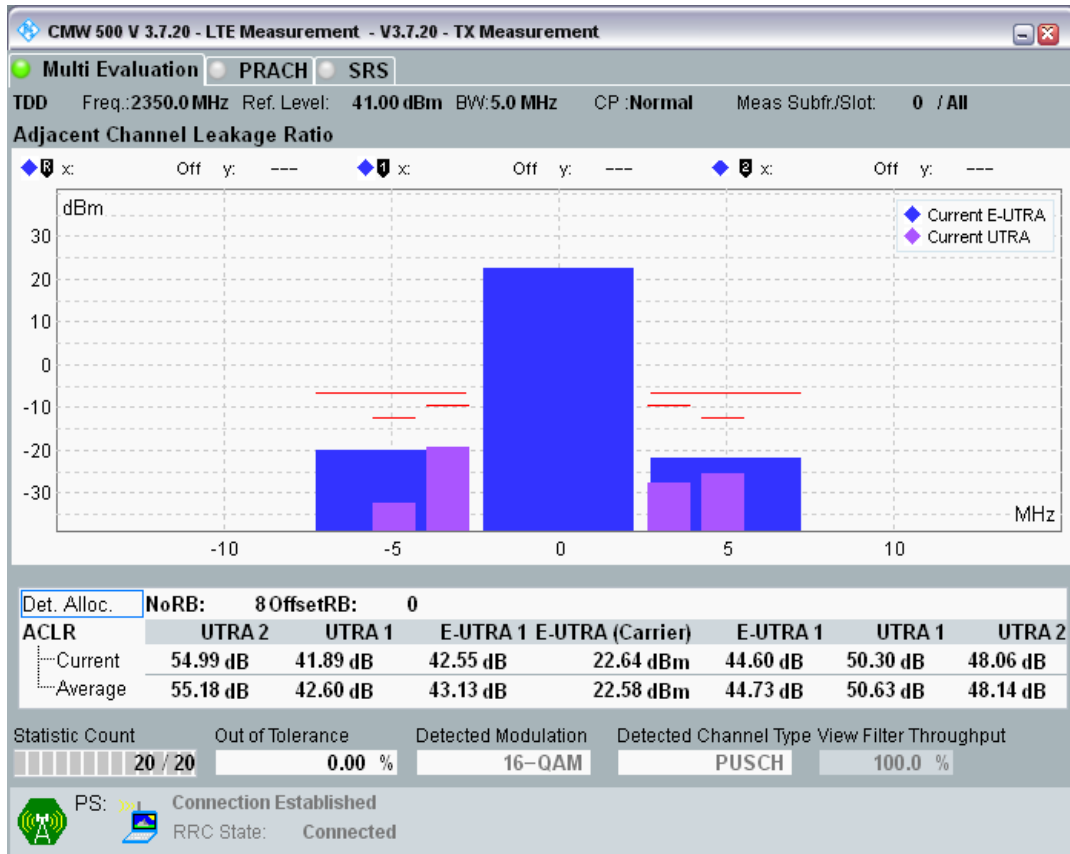 CMW 500 V 3.7.20 - LTE Measurement - V3.7.20 - TX Measurement
Multi Evaluation PRACH SRS
TDD Freq.:2350.0 MHz Ref. Level: 41.00 dBm BW:5.0 MHz CP :Normal Meas Subfr./Slot: 0 / All
Adjacent Channel Leakage Ratio
R x: Off y: --- 1 x: Off y: --- 2 x: Off y: ---
dBm
Current E-UTRA
Current UTRA
30
20
10
0
-10
-20
-30
MHz
-10 -5 0 5 10
Det. Alloc. NoRB: 8 OffsetRB: 0
ACLR UTRA 2 UTRA 1 E-UTRA 1 E-UTRA (Carrier) E-UTRA 1 UTRA 1 UTRA 2
Current 54.99 dB 41.89 dB 42.55 dB 22.64 dBm 44.60 dB 50.30 dB 48.06 dB
Average 55.18 dB 42.60 dB 43.13 dB 22.58 dBm 44.73 dB 50.63 dB 48.14 dB
Statistic Count Out of Tolerance Detected Modulation Detected Channel Type View Filter Throughput
20 / 20 0.00 % 16-QAM PUSCH 100.0 %
PS: Connection Established
RRC State: Connected